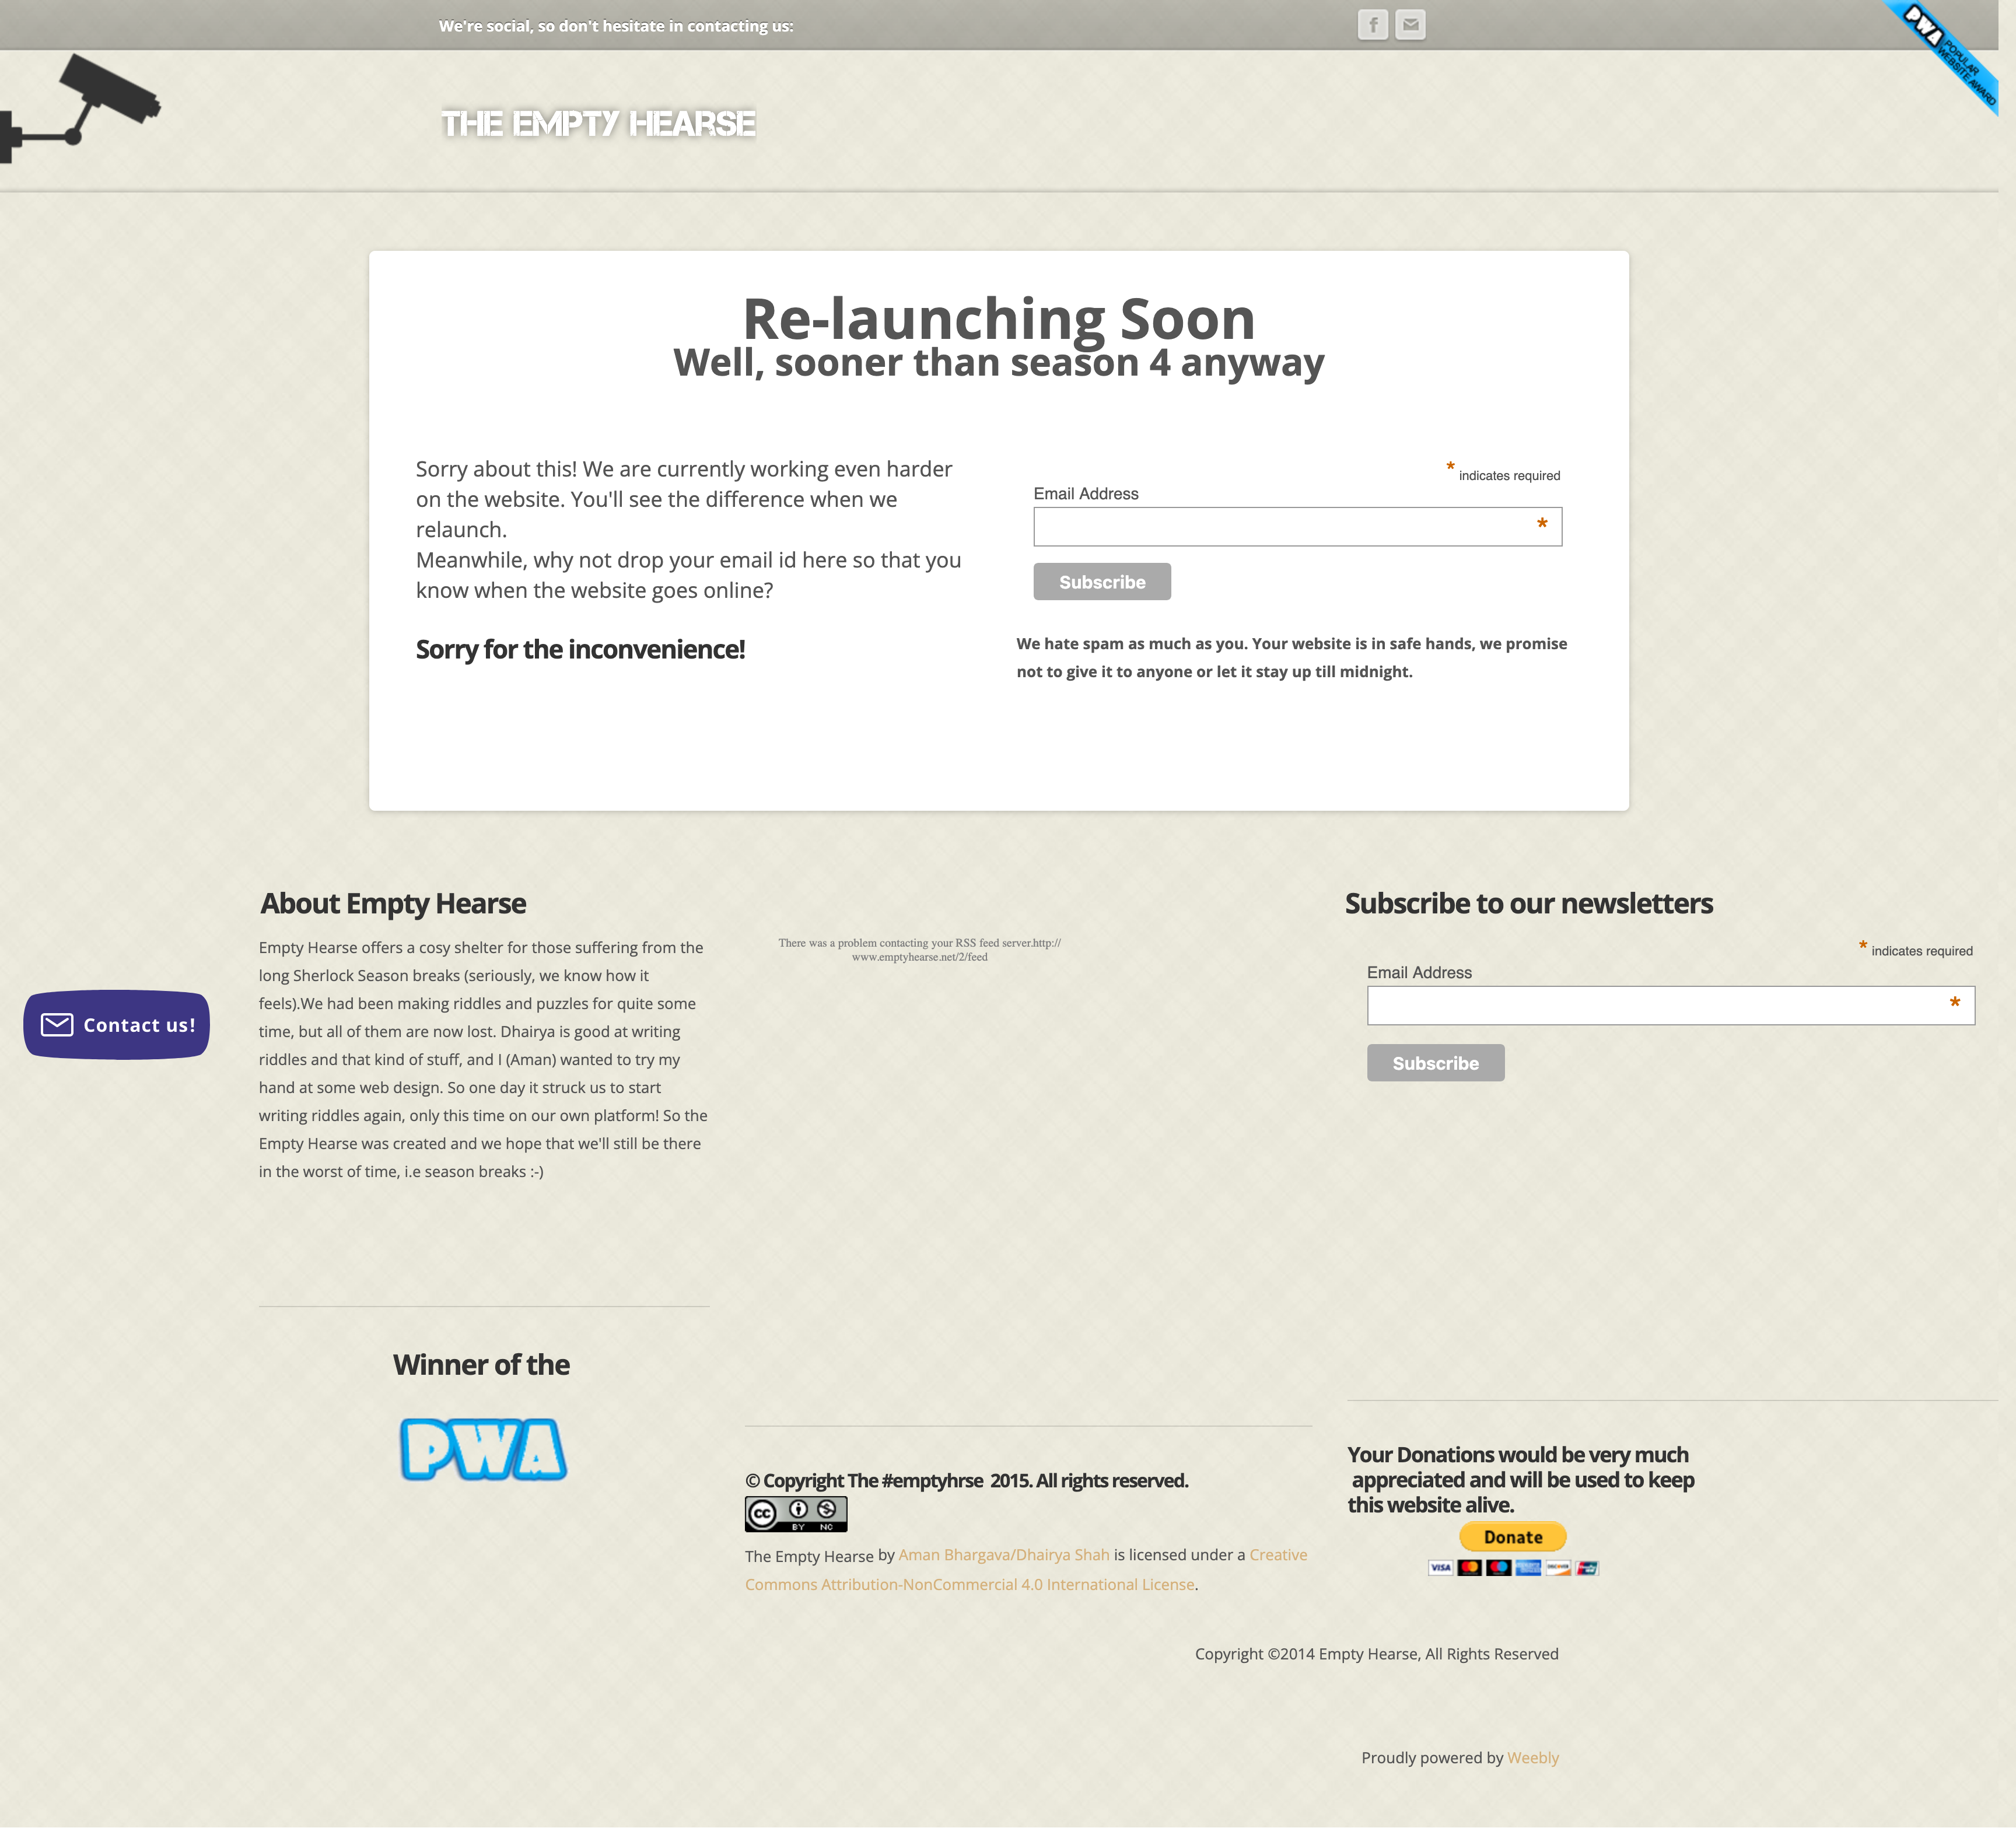 We're social, so don't hesitate in contacting us:
PWA
POPULAR
WEBSITE AWARD
THE EMPTY HEARSE
Re-launching Soon
Well, sooner than season 4 anyway
Sorry about this! We are currently working even harder
on the website. You'll see the difference when we
relaunch.
Meanwhile, why not drop your email id here so that you
know when the website goes online?
Sorry for the inconvenience!
* indicates required
Email Address
*
Subscribe
We hate spam as much as you. Your website is in safe hands, we promise
not to give it to anyone or let it stay up till midnight.
Contact us!
About Empty Hearse
Empty Hearse offers a cosy shelter for those suffering from the
long Sherlock Season breaks (seriously, we know how it
feels).We had been making riddles and puzzles for quite some
time, but all of them are now lost. Dhairya is good at writing
riddles and that kind of stuff, and I (Aman) wanted to try my
hand at some web design. So one day it struck us to start
writing riddles again, only this time on our own platform! So the
Empty Hearse was created and we hope that we'll still be there
in the worst of time, i.e season breaks :-)
There was a problem contacting your RSS feed server.http://
www.emptyhearse.net/2/feed
Subscribe to our newsletters
* indicates required
Email Address
*
Subscribe
Winner of the
PWA
© Copyright The #emptyhrse 2015. All rights reserved.
cc BY NC
The Empty Hearse by Aman Bhargava/Dhairya Shah is licensed under a Creative
Commons Attribution-NonCommercial 4.0 International License.
Your Donations would be very much
appreciated and will be used to keep
this website alive.
Donate
VISA
DISCOVER
Copyright ©2014 Empty Hearse, All Rights Reserved
Proudly powered by Weebly